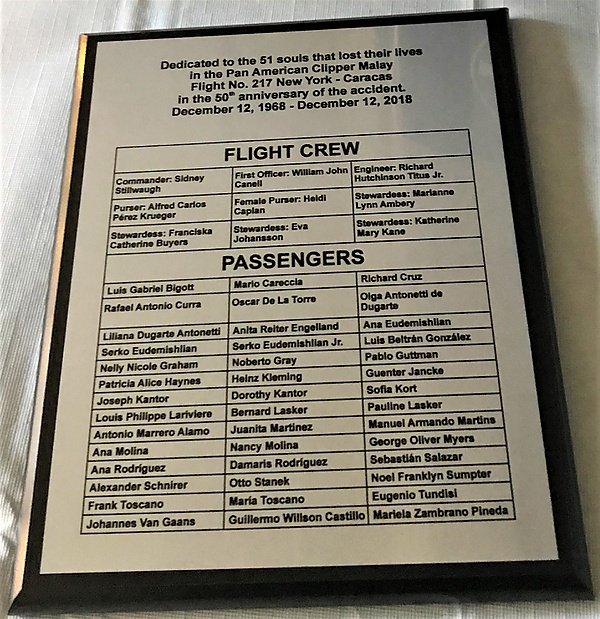 Dedicated to the 51 souls that lost their lives
in the Pan American Clipper Malay
Flight No. 217 New York - Caracas
in the 50th anniversary of the accident.
December 12, 1968 - December 12, 2018
FLIGHT CREW
Commander: Sidney Stillwaugh
First Officer: William John Canell
Engineer: Richard Hutchinson Titus Jr.
Purser: Alfred Carlos Pérez Krueger
Female Purser: Heidi Caplan
Stewardess: Marianne Lynn Ambery
Stewardess: Franciska Catherine Buyers
Stewardess: Eva Johansson
Stewardess: Katherine Mary Kane
PASSENGERS
Luis Gabriel Bigott Mario Careccia Richard Cruz
Rafael Antonio Curra Oscar De La Torre Olga Antonetti de Dugarte
Liliana Dugarte Antonetti Anita Reiter Engelland Ana Eudemishlian
Serko Eudemishlian Serko Eudemishlian Jr. Luis Beltrán González
Nelly Nicole Graham Noberto Gray Pablo Guttman
Patricia Alice Haynes Heinz Kleming Guenter Jancke
Joseph Kantor Dorothy Kantor Sofia Kort
Louis Philippe Lariviere Bernard Lasker Pauline Lasker
Antonio Marrero Alamo Juanita Martinez Manuel Armando Martins
Ana Molina Nancy Molina George Oliver Myers
Ana Rodríguez Damaris Rodríguez Sebastián Salazar
Alexander Schnirer Otto Stanek Noel Franklyn Sumpter
Frank Toscano María Toscano Eugenio Tundisi
Johannes Van Gaans Guillermo Willson Castillo Mariela Zambrano Pineda